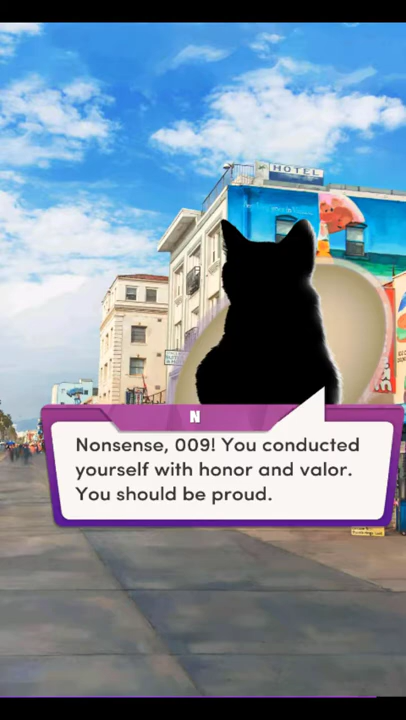 HOTEL
N
Nonsense, 009! You conducted
yourself with honor and valor.
You should be proud.